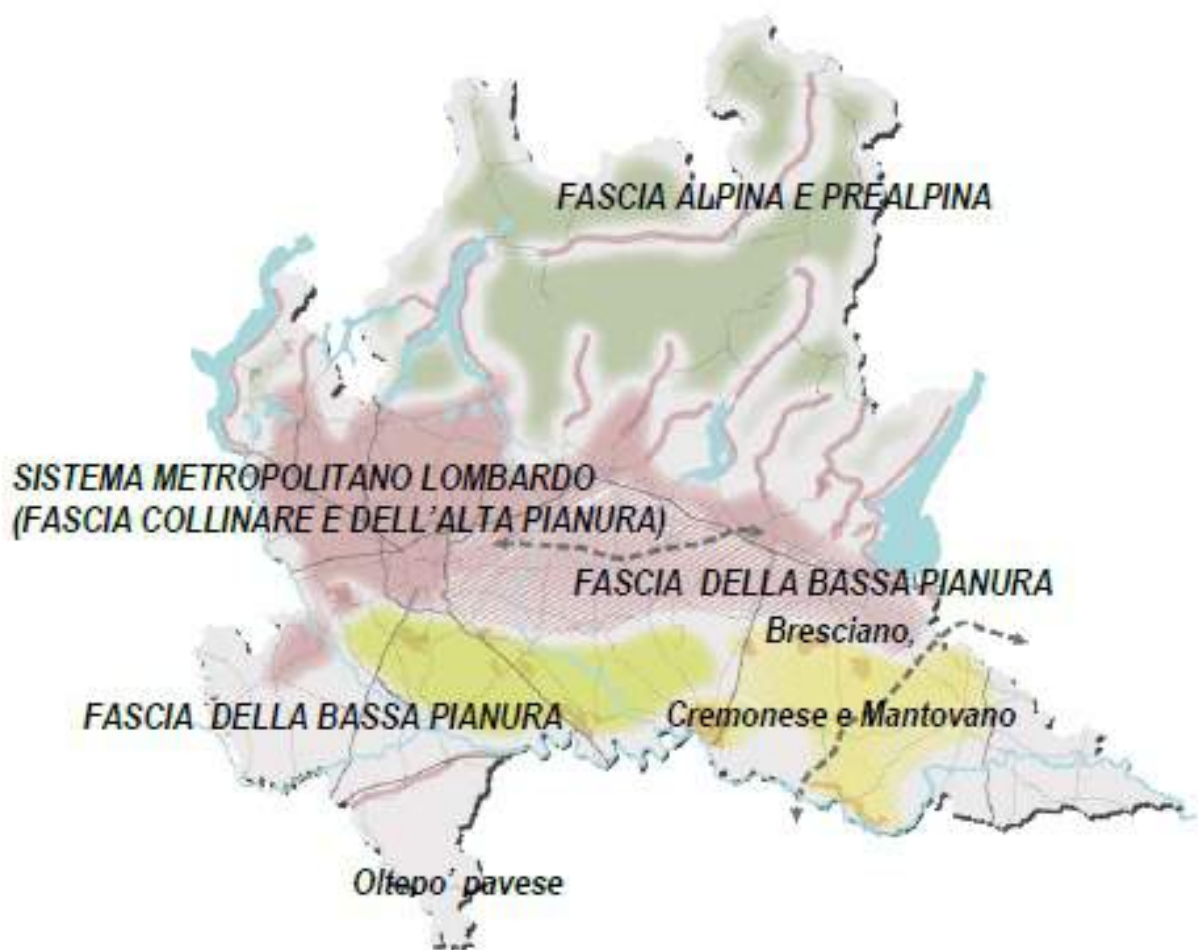 FASCIA ALPINA E PREALPINA
SISTEMA METROPOLITANO LOMBARDO
(FASCIA COLLINARE E DELL'ALTA PIANURA)
FASCIA DELLA BASSA PIANURA
Bresciano,
Cremonese e Mantovano
FASCIA DELLA BASSA PIANURA
Oltepo' pavese